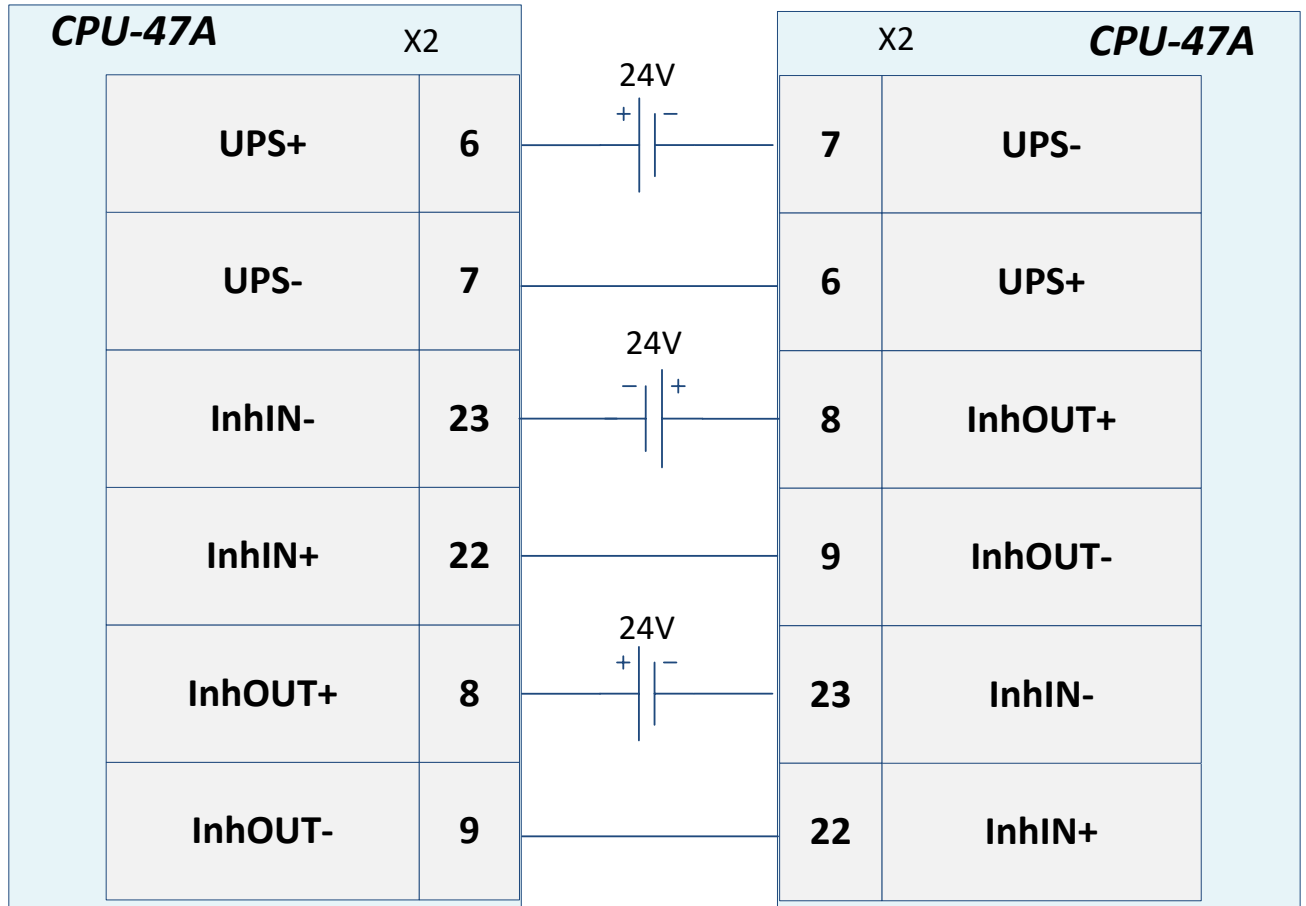 CPU-47A X2 X2 CPU-47A
24V
UPS+ 6 + − 7 UPS-
UPS- 7 6 UPS+
24V
InhIN- 23 − + 8 InhOUT+
InhIN+ 22 9 InhOUT-
24V
InhOUT+ 8 + − 23 InhIN-
InhOUT- 9 22 InhIN+